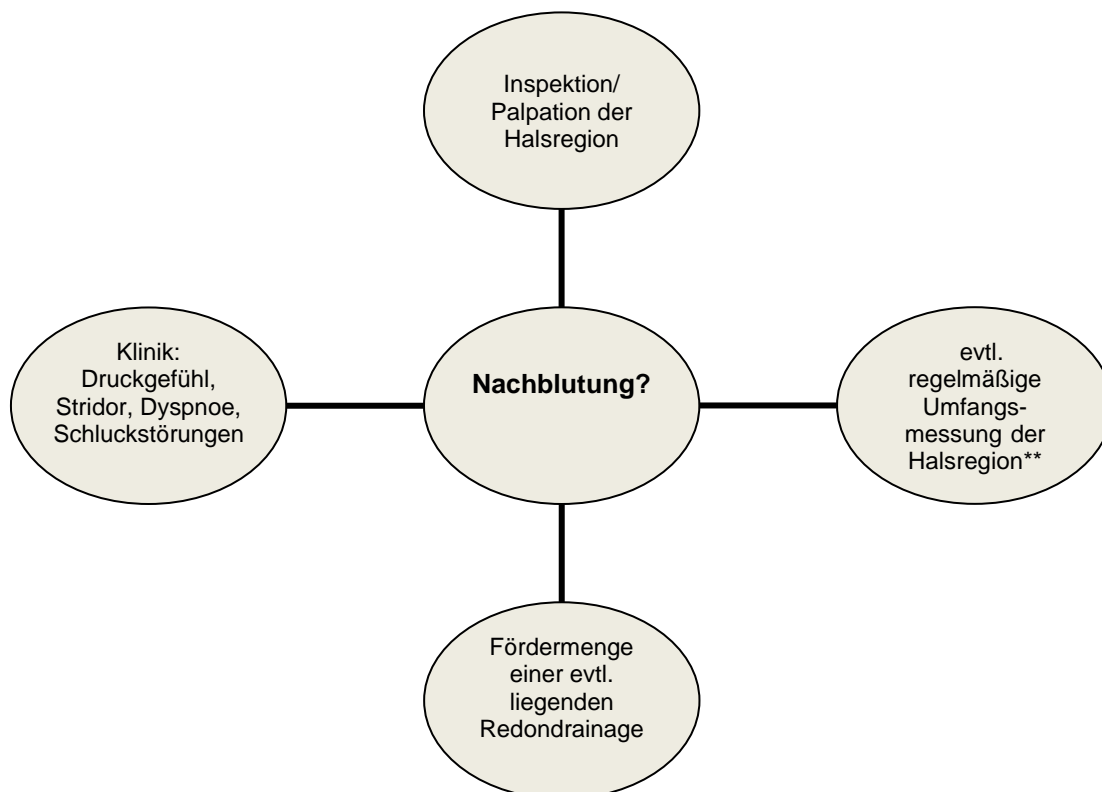 Inspektion/
Palpation der
Halsregion
Klinik:
Druckgefühl,
Stridor, Dyspnoe,
Schluckstörungen
Nachblutung?
evtl.
regelmäßige
Umfangs-
messung der
Halsregion**
Fördermenge
einer evtl.
liegenden
Redondrainage